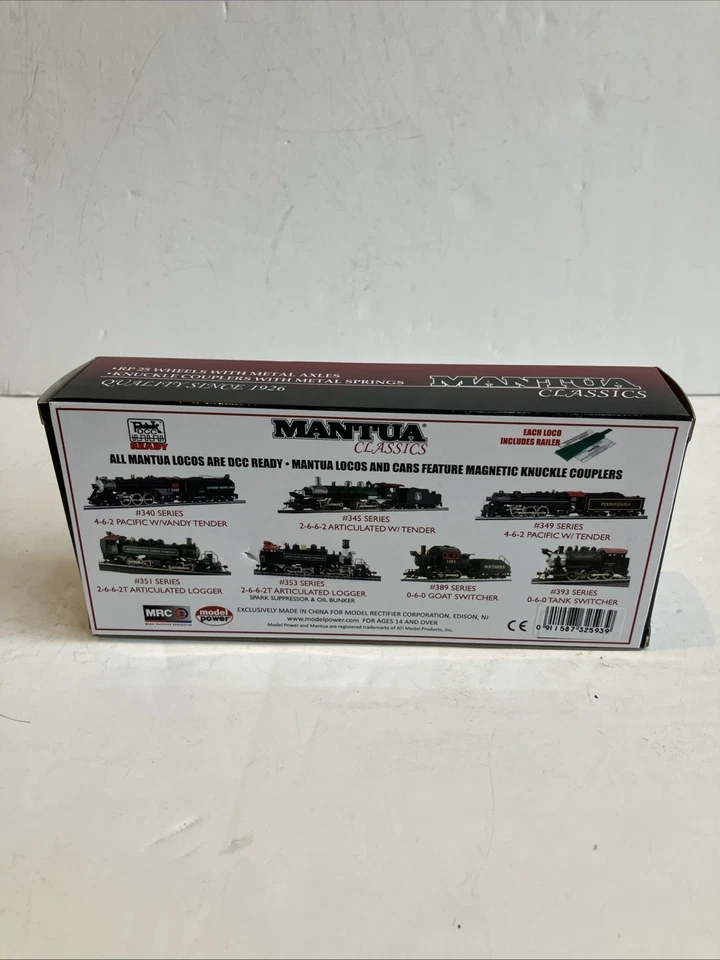 •RP 25 WHEELS WITH METAL AXLES
•KNUCKLE COUPLERS WITH METAL SPRINGS
QUALITY SINCE 1926
MANTUA
CLASSICS
DCC
READY
MANTUA®
CLASSICS
EACH LOCO
INCLUDES RAILER
ALL MANTUA LOCOS ARE DCC READY • MANTUA LOCOS AND CARS FEATURE MAGNETIC KNUCKLE COUPLERS
#340 SERIES
4-6-2 PACIFIC W/VANDY TENDER
#345 SERIES
2-6-6-2 ARTICULATED W/ TENDER
PENNSYLVANIA
#349 SERIES
4-6-2 PACIFIC W/ TENDER
#351 SERIES
2-6-6-2T ARTICULATED LOGGER
#353 SERIES
2-6-6-2T ARTICULATED LOGGER
SPARK SUPPRESSOR & OIL BUNKER
SOUTHERN
#389 SERIES
0-6-0 GOAT SWITCHER
#393 SERIES
0-6-0 TANK SWITCHER
MRC
model
power
EXCLUSIVELY MADE IN CHINA FOR MODEL RECTIFIER CORPORATION, EDISON, NJ
www.modelpower.com FOR AGES 14 AND OVER
Model Power and Mantua are registered trademarks of Ari Model Products, Inc.
CE
0 911587 325939